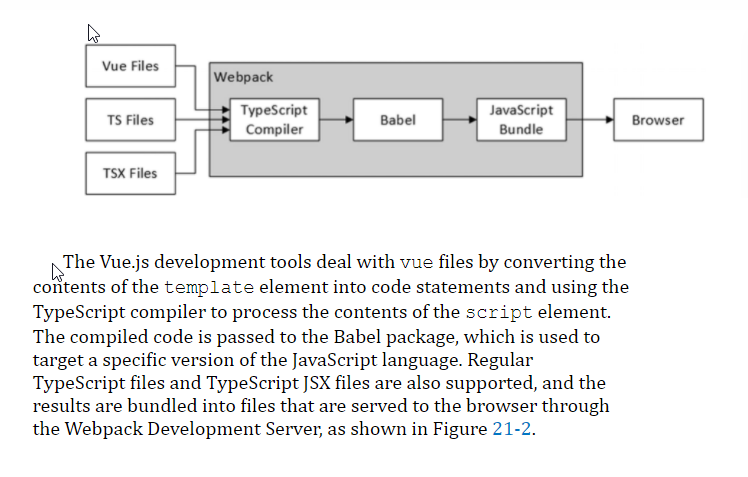 Vue Files
Webpack
TS Files
TypeScript
Compiler
Babel
JavaScript
Bundle
Browser
TSX Files
The Vue.js development tools deal with vue files by converting the
contents of the template element into code statements and using the
TypeScript compiler to process the contents of the script element.
The compiled code is passed to the Babel package, which is used to
target a specific version of the JavaScript language. Regular
TypeScript files and TypeScript JSX files are also supported, and the
results are bundled into files that are served to the browser through
the Webpack Development Server, as shown in Figure 21-2.